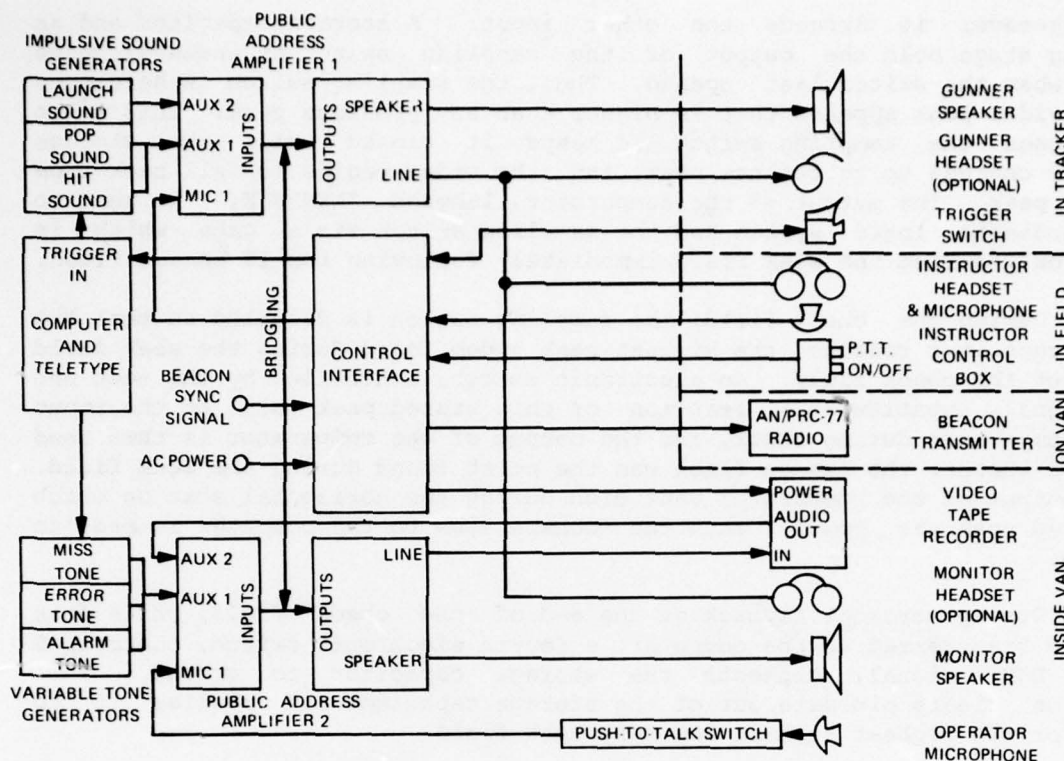 PUBLIC
ADDRESS
AMPLIFIER 1
IMPULSIVE SOUND
GENERATORS
LAUNCH
SOUND
POP
SOUND
HIT
SOUND
AUX 2
AUX 1
MIC 1
INPUTS
OUTPUTS
SPEAKER
LINE
TRIGGER
IN
COMPUTER
AND
TELETYPE
BRIDGING
CONTROL
INTERFACE
BEACON
SYNC
SIGNAL
AC POWER
AN/PRC-77
RADIO
P.T.T.
ON/OFF
POWER
AUDIO
OUT
IN
GUNNER
SPEAKER
GUNNER
HEADSET
(OPTIONAL)
TRIGGER
SWITCH
IN TRACKER
INSTRUCTOR
HEADSET
& MICROPHONE
INSTRUCTOR
CONTROL
BOX
BEACON
TRANSMITTER
(ON VAN) IN FIELD
VIDEO
TAPE
RECORDER
MONITOR
HEADSET
(OPTIONAL)
MONITOR
SPEAKER
OPERATOR
MICROPHONE
INSIDE VAN
MISS
TONE
ERROR
TONE
ALARM
TONE
VARIABLE TONE
GENERATORS
AUX 2
AUX 1
MIC 1
INPUTS
PUBLIC ADDRESS
AMPLIFIER 2
OUTPUTS
LINE
SPEAKER
PUSH-TO-TALK SWITCH